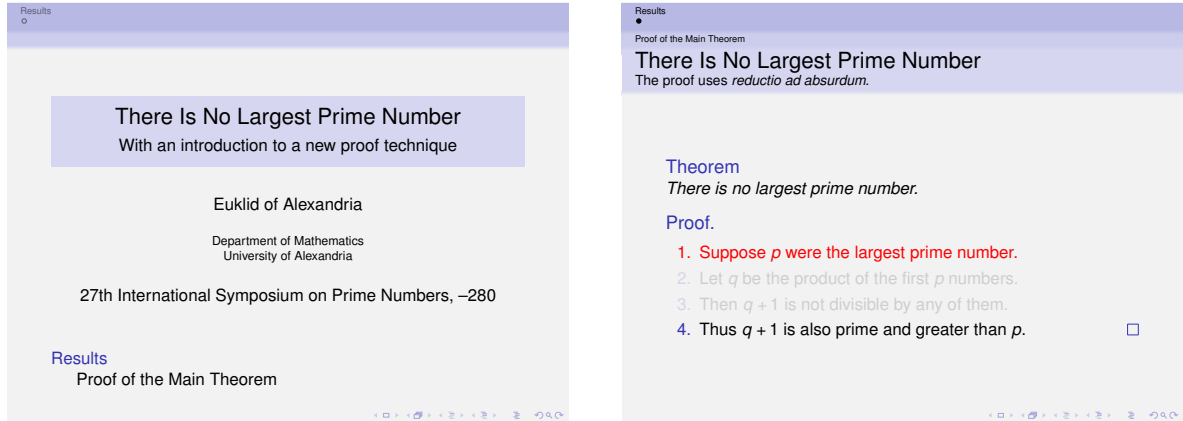 Results
There Is No Largest Prime Number
With an introduction to a new proof technique
Euklid of Alexandria
Department of Mathematics
University of Alexandria
27th International Symposium on Prime Numbers, –280
Results
Proof of the Main Theorem
Results
Proof of the Main Theorem
There Is No Largest Prime Number
The proof uses reductio ad absurdum.
Theorem
There is no largest prime number.
Proof.
1. Suppose p were the largest prime number.
2. Let q be the product of the first p numbers.
3. Then q + 1 is not divisible by any of them.
4. Thus q + 1 is also prime and greater than p.